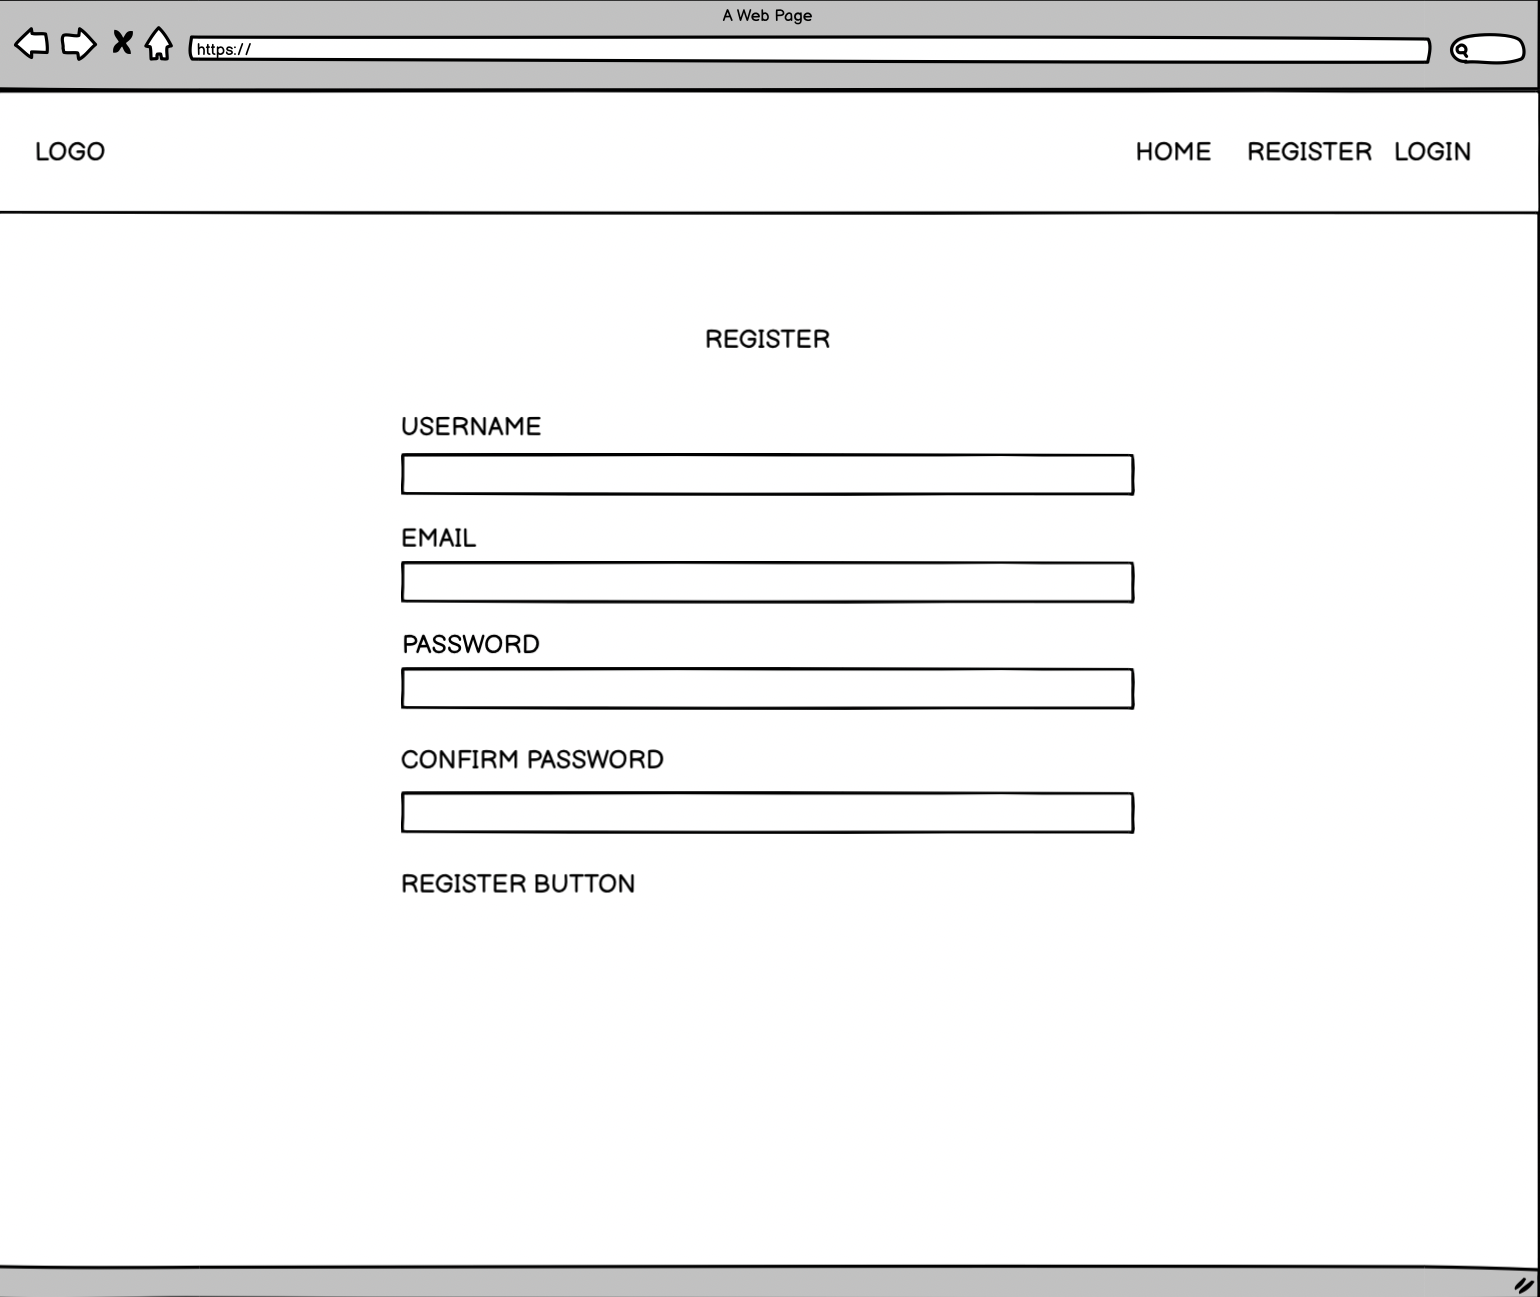 A Web Page
https://
LOGO
HOME REGISTER LOGIN
REGISTER
USERNAME
EMAIL
PASSWORD
CONFIRM PASSWORD
REGISTER BUTTON